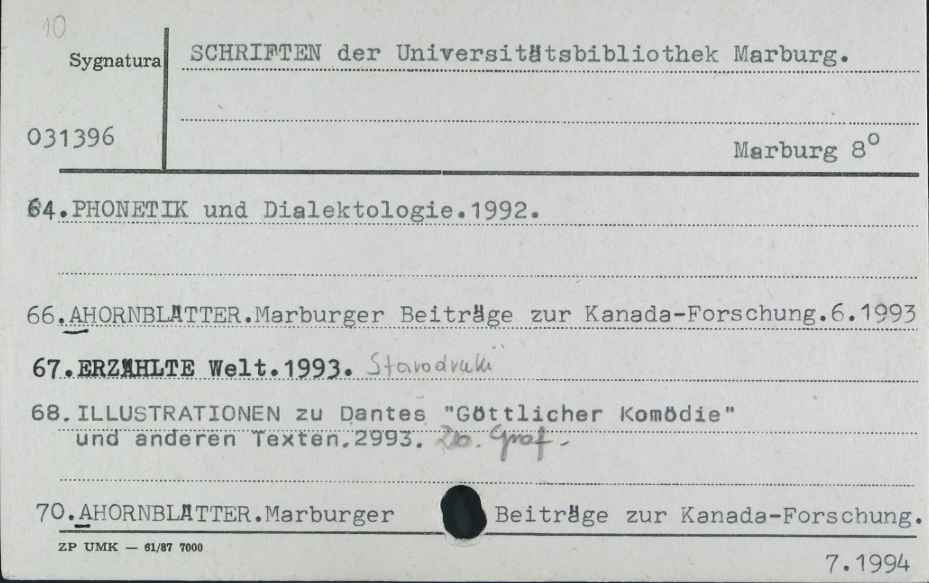 10
Sygnatura
SCHRIFTEN der Universitätsbibliothek Marburg.
031396
Marburg 8°
64.PHONETIK und Dialektologie.1992.
66.AHORNBLÄTTER.Marburger Beiträge zur Kanada-Forschung.6.1993
67.ERZÄHLTE Welt.1993. Starodruki
68.ILLUSTRATIONEN zu Dantes "Göttlicher Komödie"
und anderen Texten.2993. Zb. Graf.
70.AHORNBLÄTTER.Marburger Beiträge zur Kanada-Forschung.
7.1994
ZP UMK — 61/87 7000